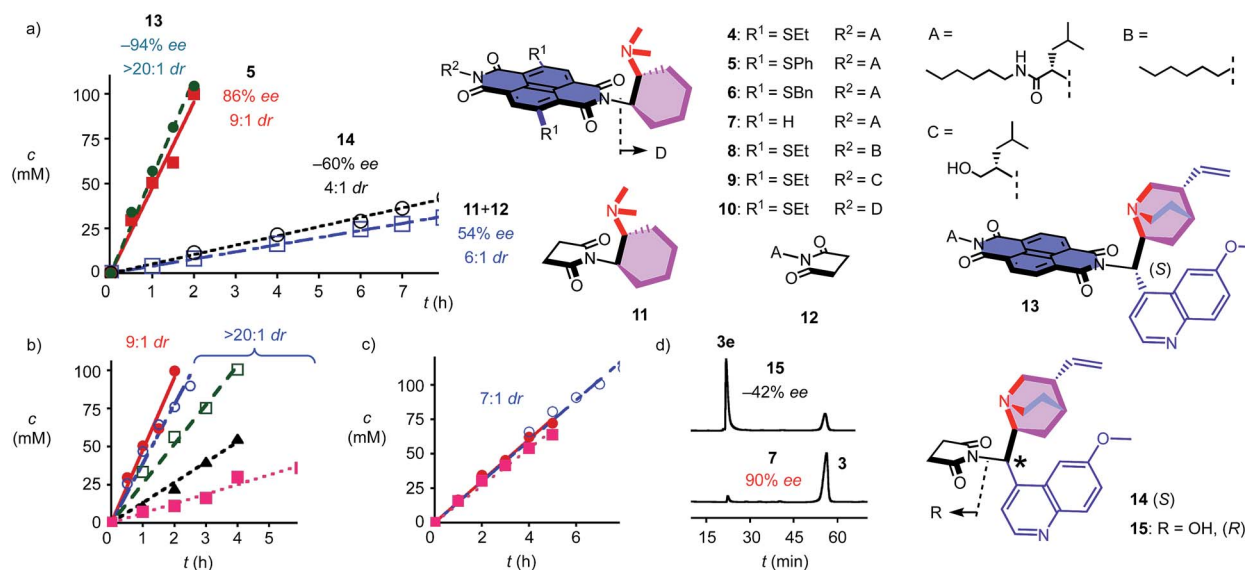 a)
13
–94% ee
>20:1 dr
5
86% ee
9:1 dr
14
–60% ee
4:1 dr
11+12
54% ee
6:1 dr
c
(mM)
100
75
50
25
0
0 1 2 3 4 5 6 7
t (h)
R¹
R²
N
O
O
N
O
O
R¹
N
D
4: R¹ = SEt R² = A
5: R¹ = SPh R² = A
6: R¹ = SBn R² = A
7: R¹ = H R² = A
8: R¹ = SEt R² = B
9: R¹ = SEt R² = C
10: R¹ = SEt R² = D
A =
H
N
O
B =
C =
HO
N
O
N
O
11
A
N
O
O
12
A
N
O
O
O
N
O
N
(S)
O
N
13
b)
9:1 dr
>20:1 dr
c
(mM)
100
75
50
25
0
0 1 2 3 4 5
t (h)
c)
7:1 dr
100
75
50
25
0
0 1 2 3 4 5 6 7
t (h)
d)
3e
15
–42% ee
7
90% ee
3
15 30 45 60
t (min)
N
O
N
O
*
R
O
N
14 (S)
15: R = OH, (R)